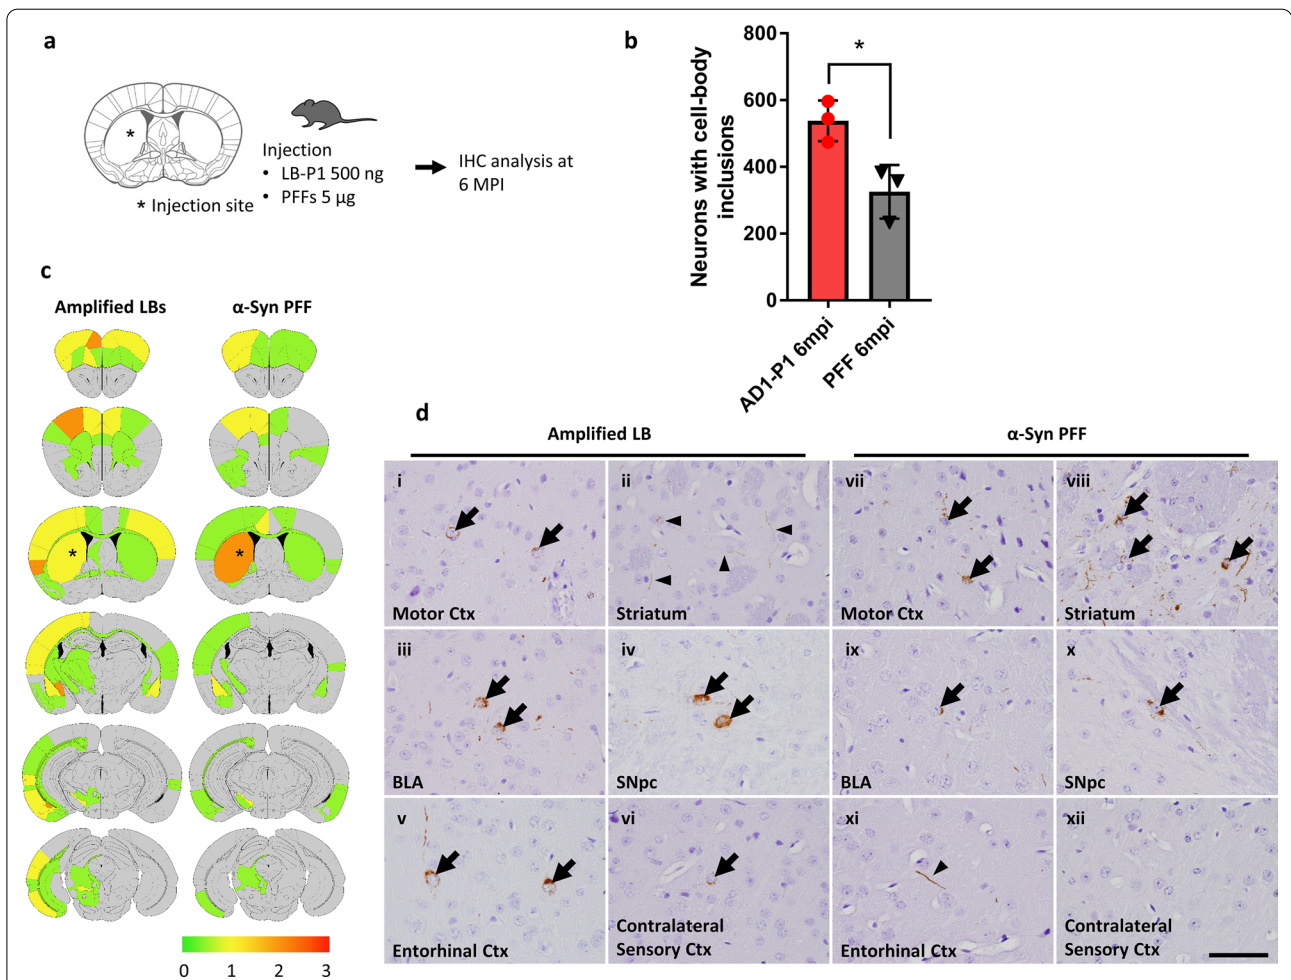 a
*
Injection
• LB-P1 500 ng
• PFFs 5 µg
* Injection site
IHC analysis at
6 MPI
b
Neurons with cell-body
inclusions
800
600
400
200
0
*
AD1-P1 6mpi
PFF 6mpi
c
Amplified LBs
α-Syn PFF
*
*
0
1
2
3
d
Amplified LB
α-Syn PFF
i
Motor Ctx
ii
Striatum
vii
Motor Ctx
viii
Striatum
iii
BLA
iv
SNpc
ix
BLA
x
SNpc
v
Entorhinal Ctx
vi
Contralateral
Sensory Ctx
xi
Entorhinal Ctx
xii
Contralateral
Sensory Ctx